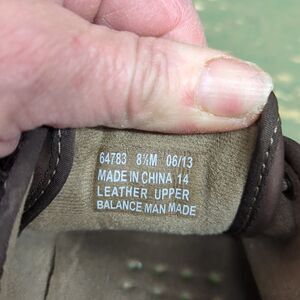 64783 8½M 06/13
MADE IN CHINA 14
LEATHER UPPER
BALANCE MAN MADE